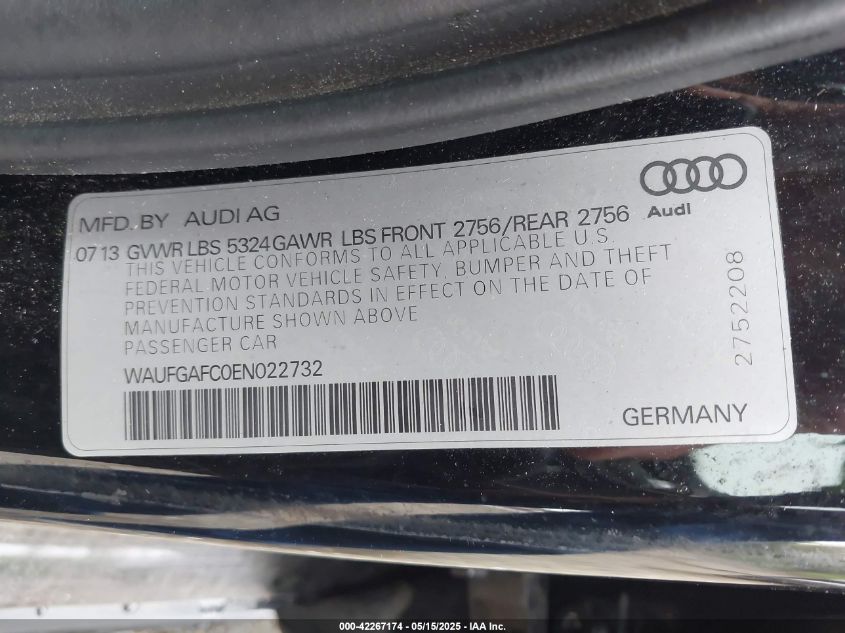 MFD. BY AUDI AG
Audi
0713 GVWR LBS 5324 GAWR LBS FRONT 2756/REAR 2756
THIS VEHICLE CONFORMS TO ALL APPLICABLE U.S.
FEDERAL MOTOR VEHICLE SAFETY, BUMPER AND THEFT
PREVENTION STANDARDS IN EFFECT ON THE DATE OF
MANUFACTURE SHOWN ABOVE
PASSENGER CAR
WAUFGAFC0EN022732
2752208
GERMANY
000-42267174 - 05/15/2025 - IAA Inc.